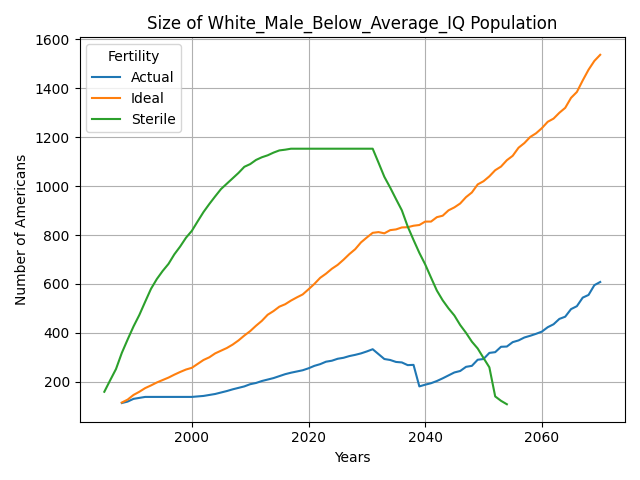 Size of White_Male_Below_Average_IQ Population
Number of Americans
1600
1400
1200
1000
800
600
400
200
Fertility
Actual
Ideal
Sterile
2000 2020 2040 2060
Years